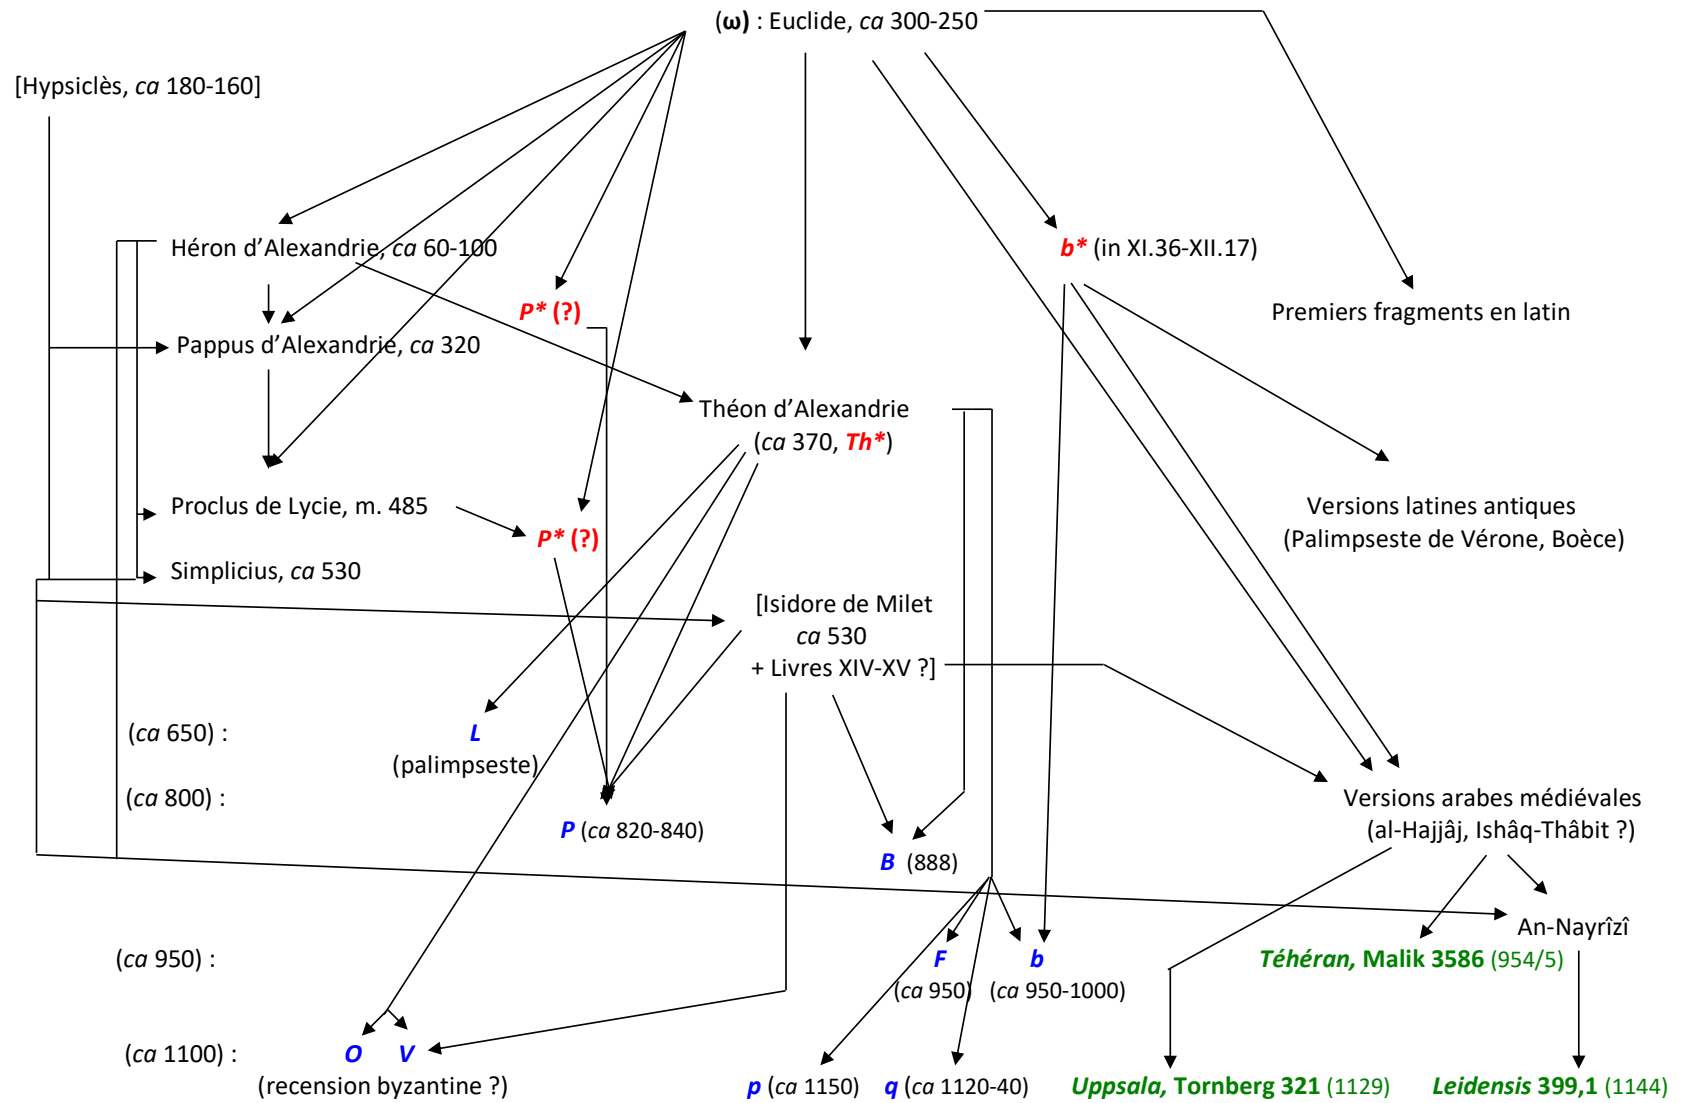 (ω) : Euclide, ca 300-250
[Hypsiclès, ca 180-160]
Héron d’Alexandrie, ca 60-100
b* (in XI.36-XII.17)
P* (?)
Premiers fragments en latin
Pappus d’Alexandrie, ca 320
Théon d’Alexandrie
(ca 370, Th*)
Proclus de Lycie, m. 485
Versions latines antiques
(Palimpseste de Vérone, Boèce)
P* (?)
Simplicius, ca 530
[Isidore de Milet
ca 530
+ Livres XIV-XV ?]
(ca 650) :
L
(palimpseste)
(ca 800) :
Versions arabes médiévales
(al-Hajjâj, Ishâq-Thâbit ?)
P (ca 820-840)
B (888)
An-Nayrîzî
(ca 950) :
F
(ca 950)
b
(ca 950-1000)
Téhéran, Malik 3586 (954/5)
(ca 1100) :
O V
(recension byzantine ?)
p (ca 1150)
q (ca 1120-40)
Uppsala, Tornberg 321 (1129)
Leidensis 399,1 (1144)